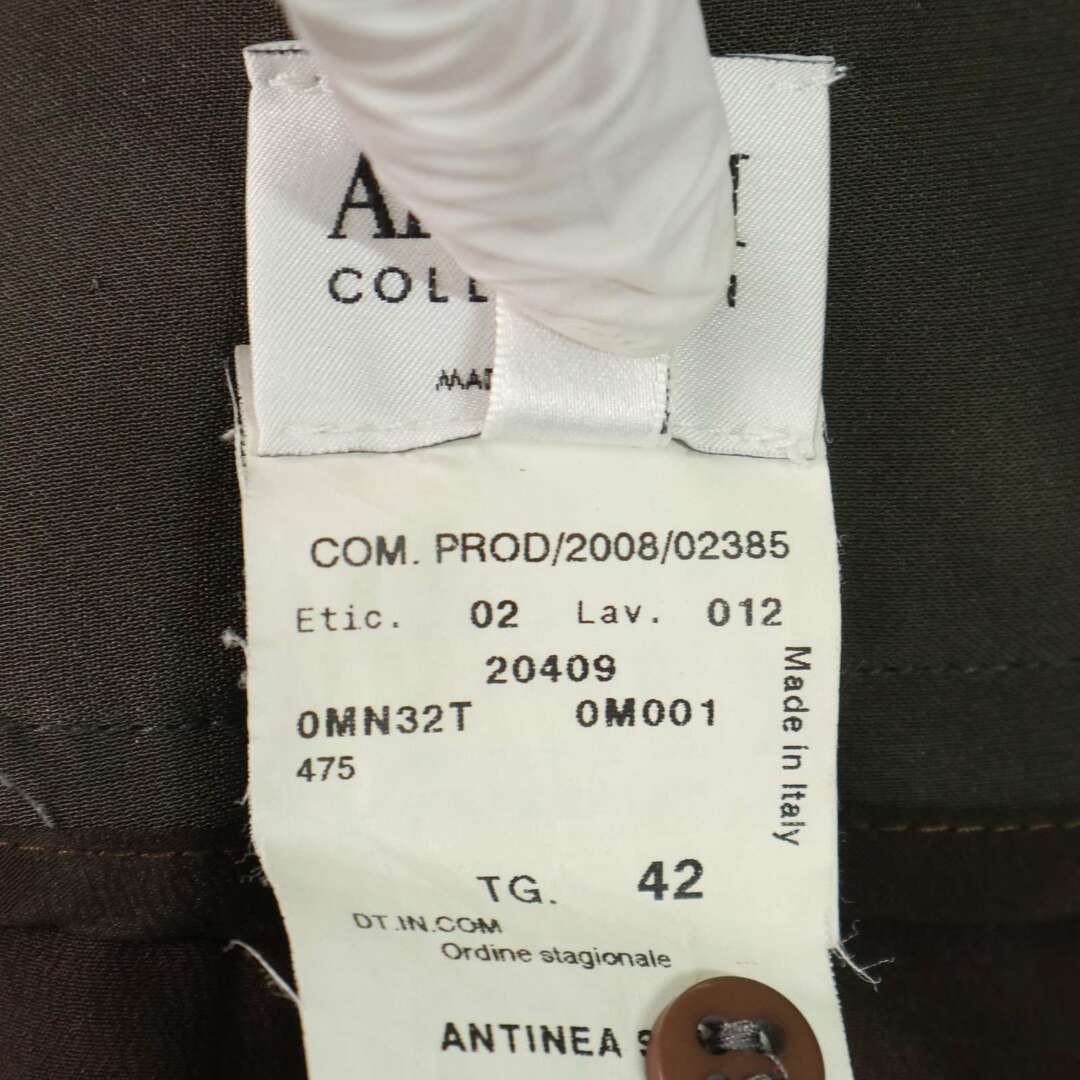 COM. PROD/2008/02385
Etic. 02 Lav. 012
20409
0MN32T 0M001
475
Made in Italy
TG. 42
DT.IN.COM
Ordine stagionale
ANTINEA